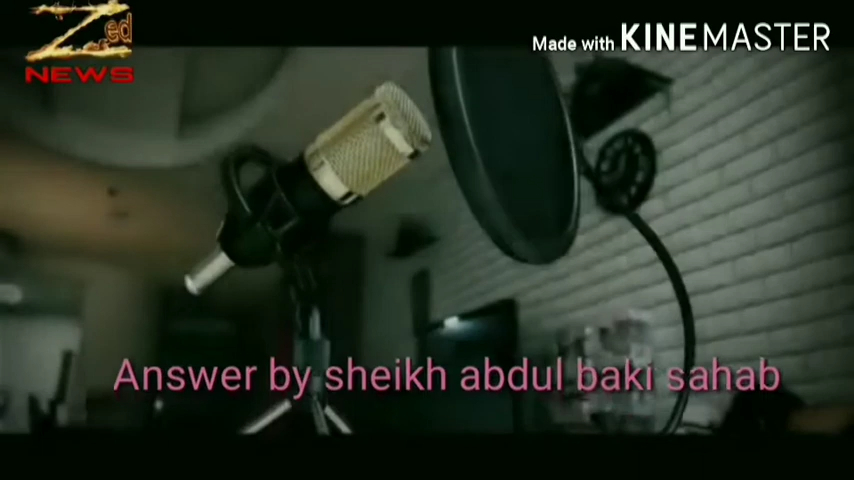 Zed
NEWS
Made with KINEMASTER
Answer by sheikh abdul baki sahab